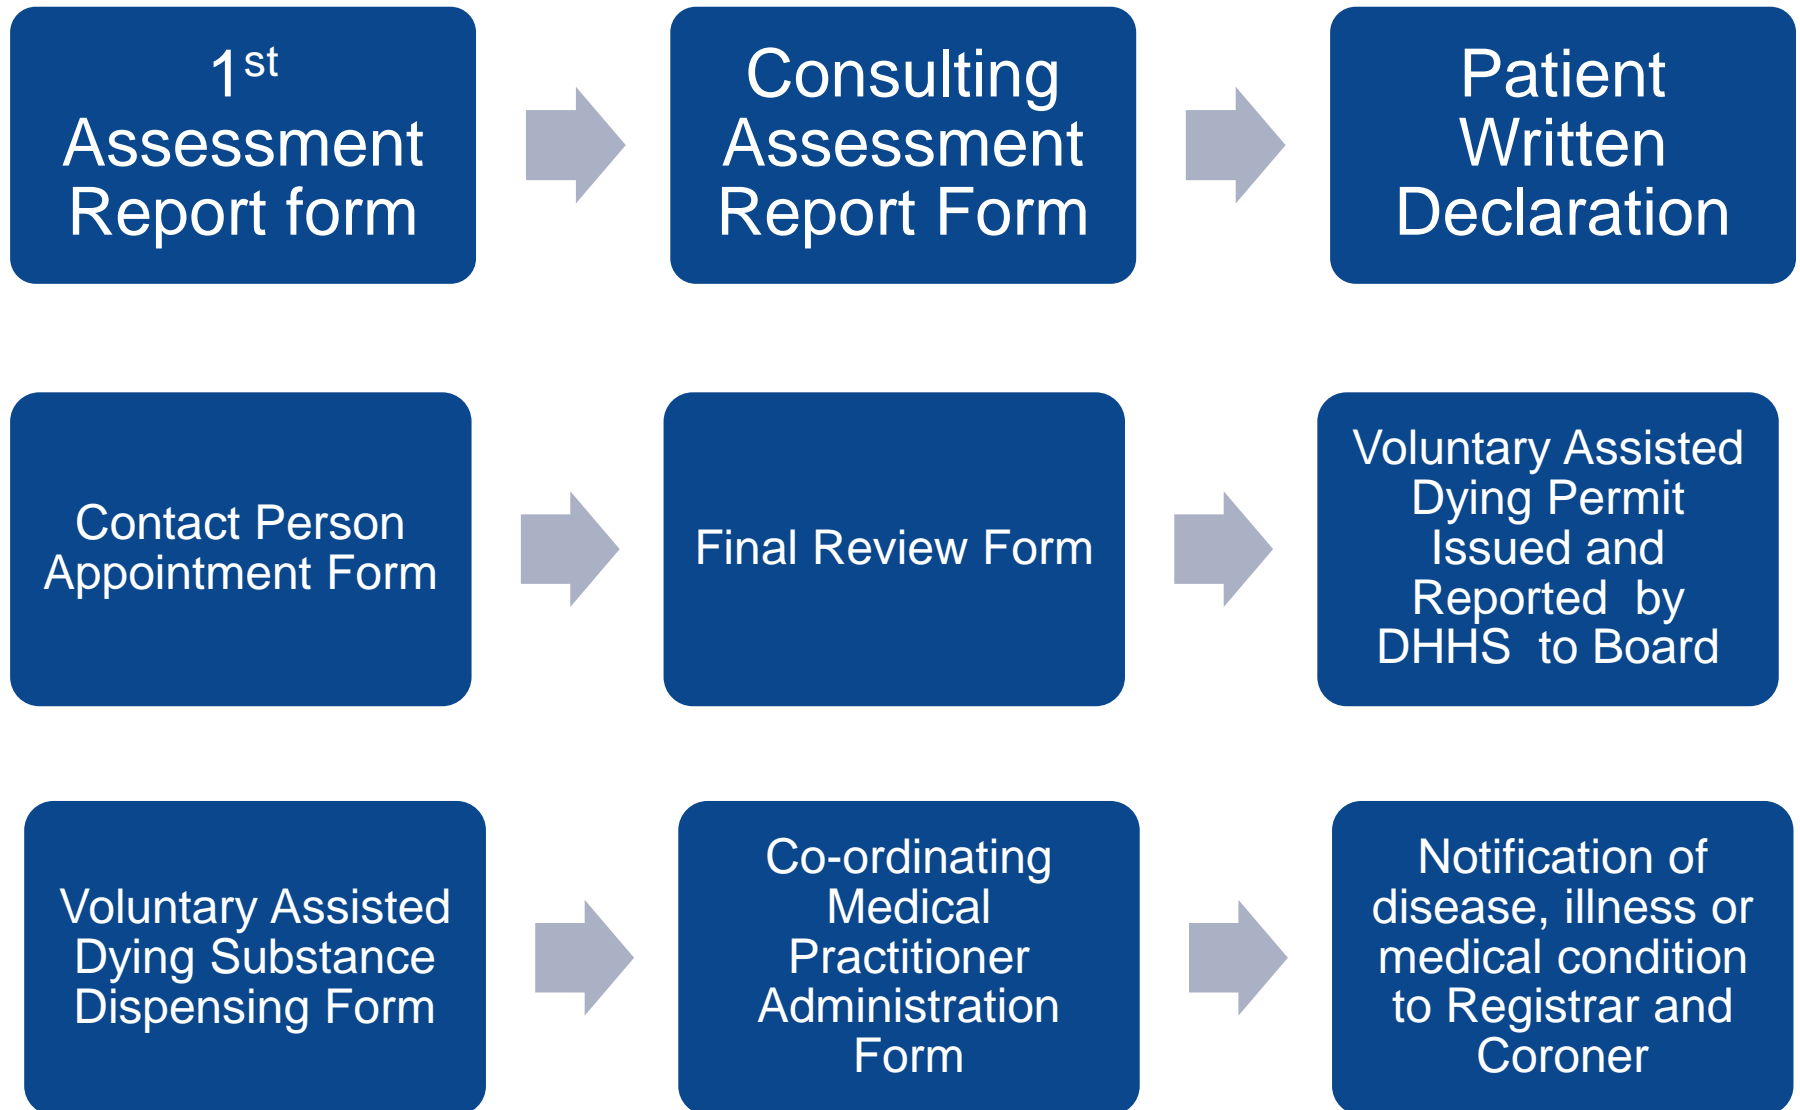 1st
Assessment
Report form
Consulting
Assessment
Report Form
Patient
Written
Declaration
Contact Person
Appointment Form
Final Review Form
Voluntary Assisted
Dying Permit
Issued and
Reported by
DHHS to Board
Voluntary Assisted
Dying Substance
Dispensing Form
Co-ordinating
Medical
Practitioner
Administration
Form
Notification of
disease, illness or
medical condition
to Registrar and
Coroner